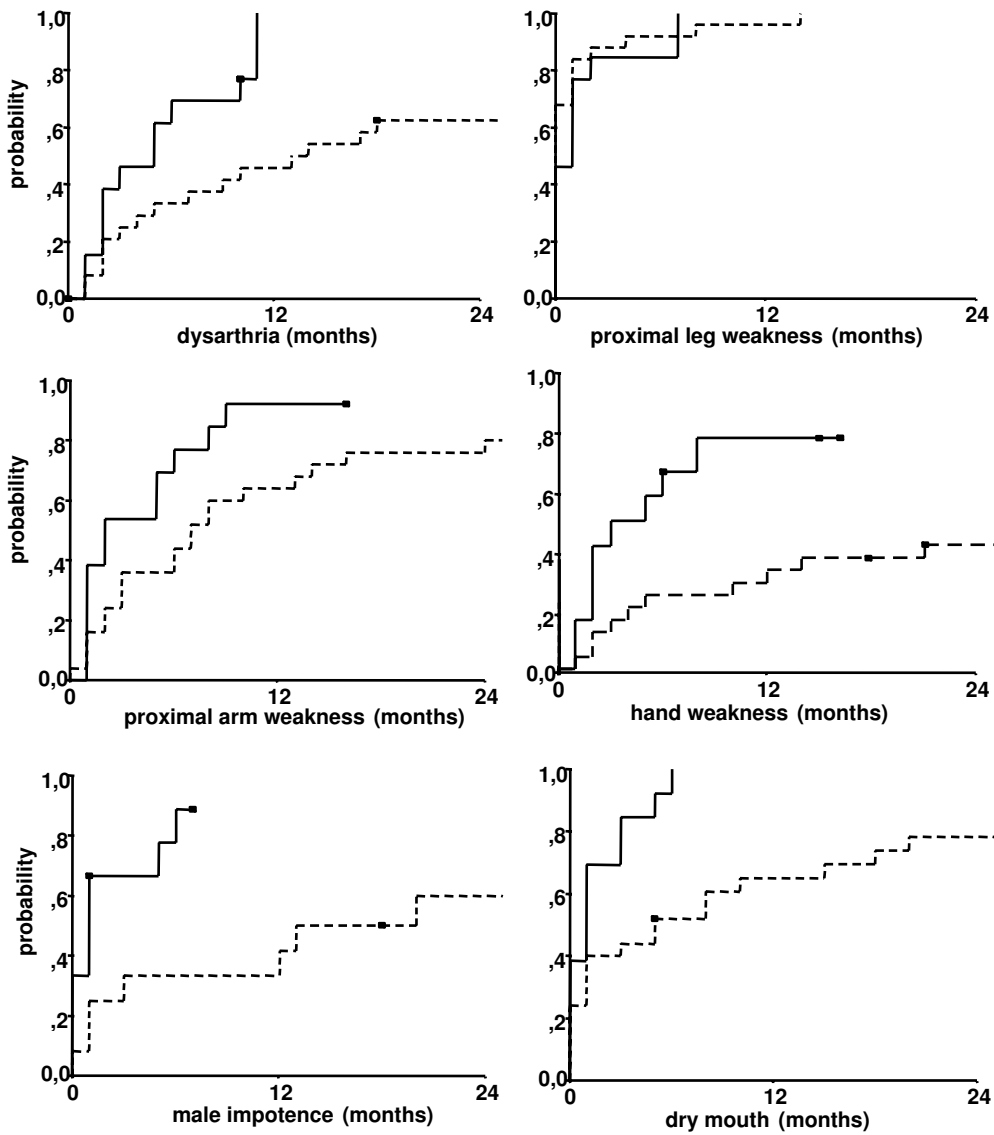 probability
1,0
,8
,6
,4
,2
0,0
0 12 24
dysarthria (months)
1,0
,8
,6
,4
,2
0,0
0 12 24
proximal leg weakness (months)
probability
1,0
,8
,6
,4
,2
0,0
0 12 24
proximal arm weakness (months)
1,0
,8
,6
,4
,2
0,0
0 12 24
hand weakness (months)
probability
1,0
,8
,6
,4
,2
0,0
0 12 24
male impotence (months)
1,0
,8
,6
,4
,2
0,0
0 12 24
dry mouth (months)